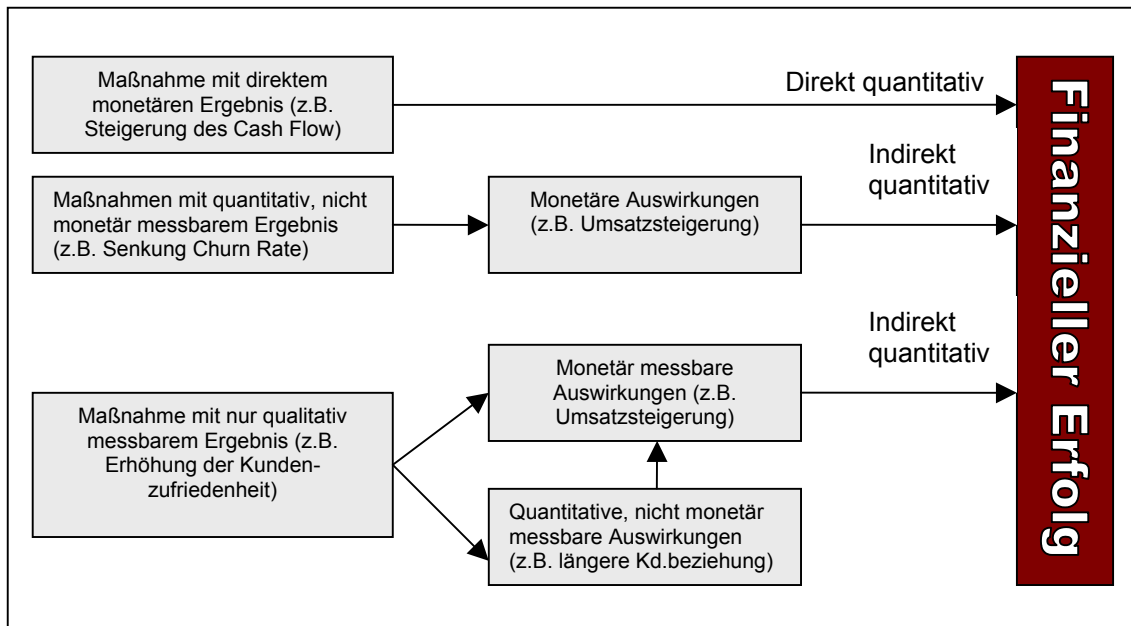 Maßnahme mit direktem
monetären Ergebnis (z.B.
Steigerung des Cash Flow)
Direkt quantitativ
Maßnahmen mit quantitativ, nicht
monetär messbarem Ergebnis
(z.B. Senkung Churn Rate)
Monetäre Auswirkungen
(z.B. Umsatzsteigerung)
Indirekt
quantitativ
Maßnahme mit nur qualitativ
messbarem Ergebnis (z.B.
Erhöhung der Kunden-
zufriedenheit)
Monetär messbare
Auswirkungen (z.B.
Umsatzsteigerung)
Indirekt
quantitativ
Quantitative, nicht monetär
messbare Auswirkungen
(z.B. längere Kd.beziehung)
Finanzieller Erfolg